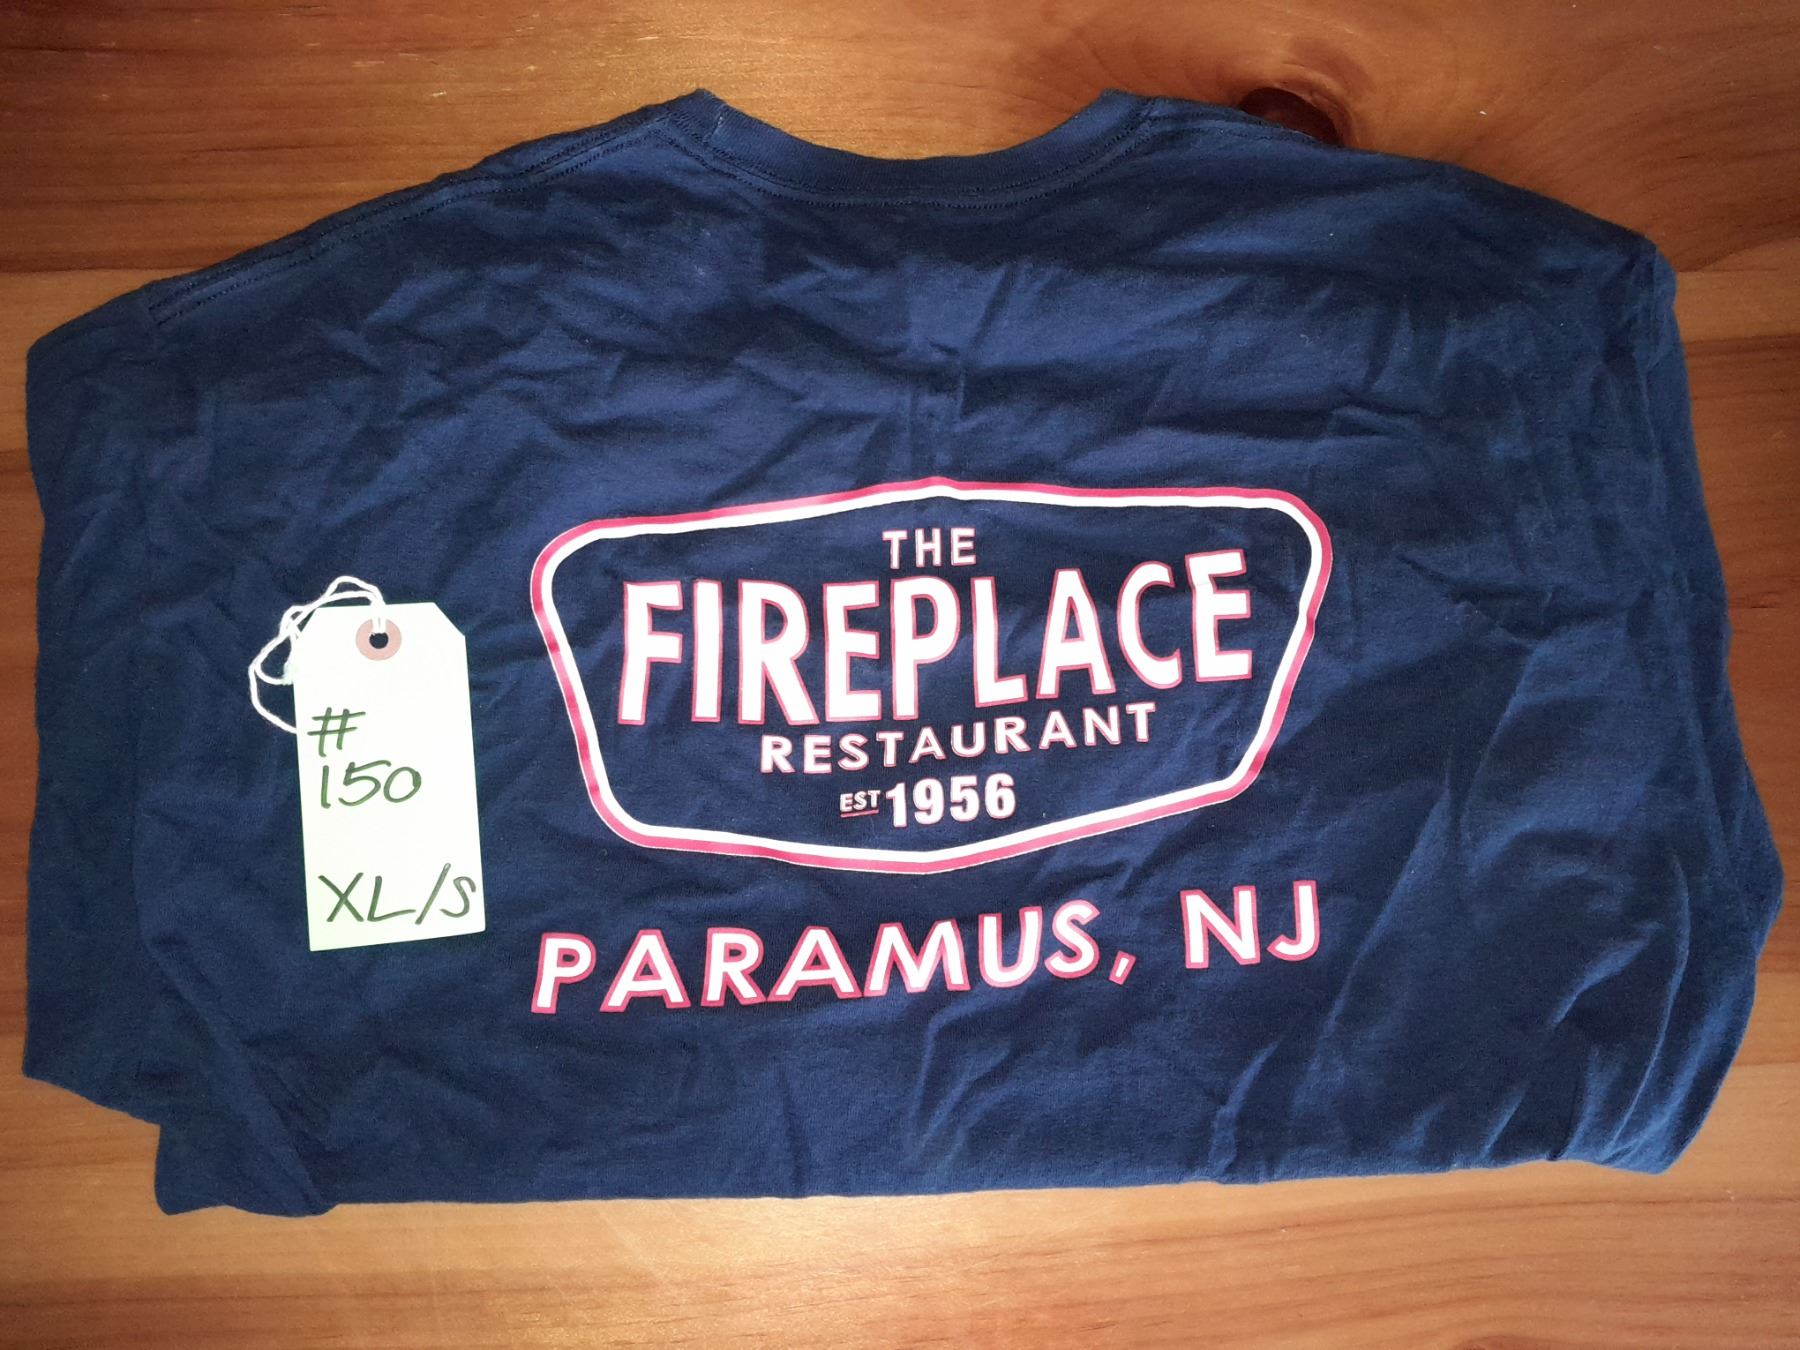 THE
FIREPLACE
RESTAURANT
EST 1956
PARAMUS, NJ
#
150
XL/S